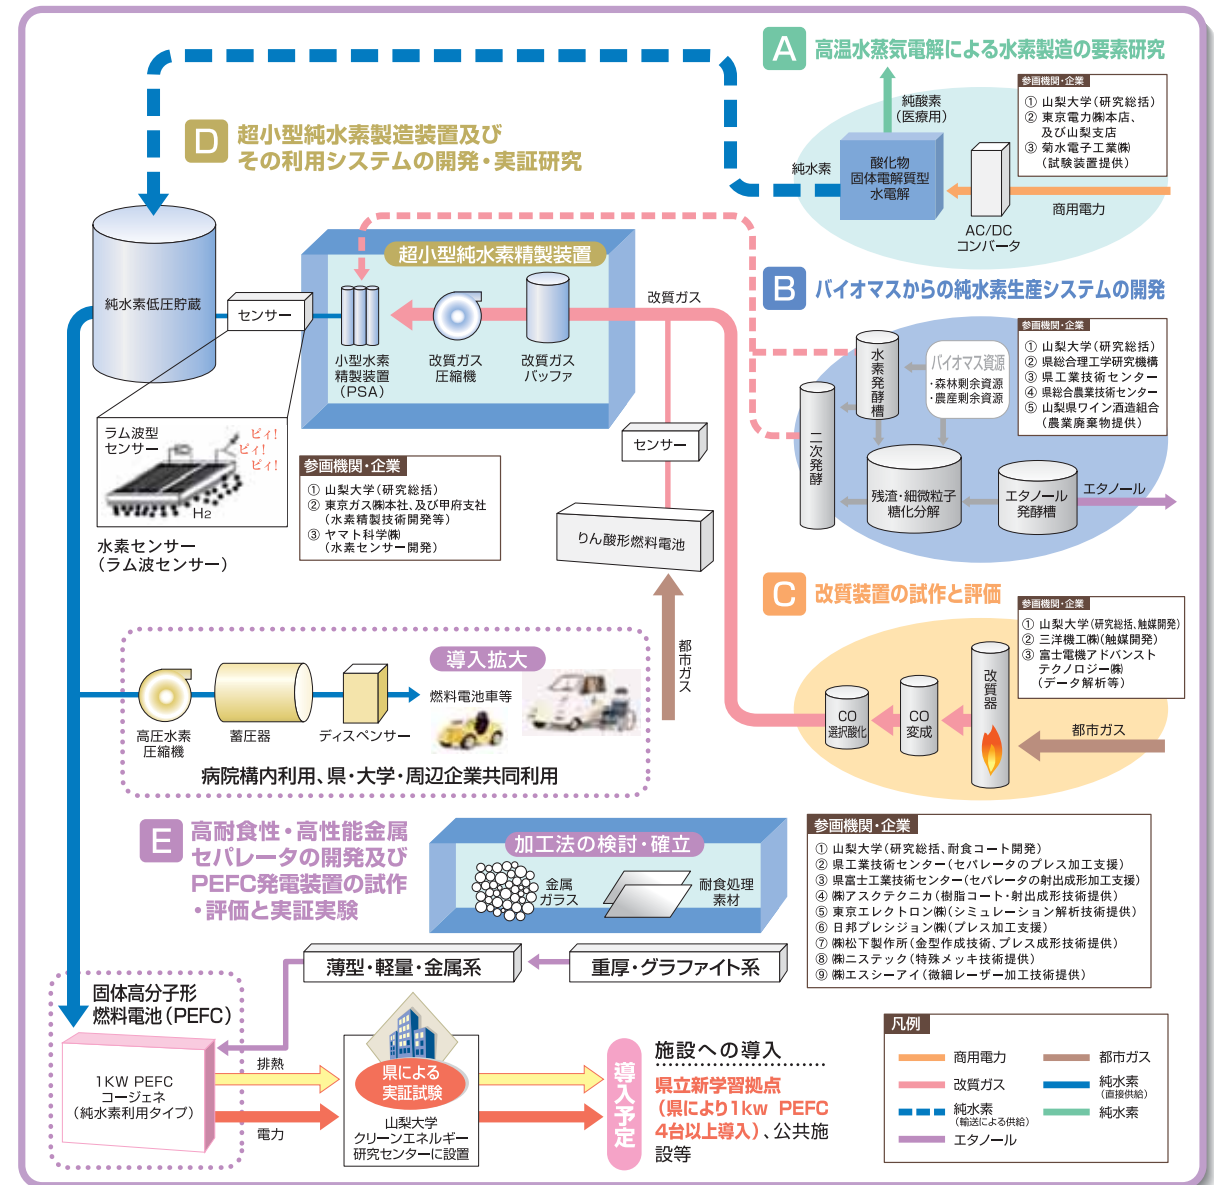 A
高温水蒸気電解による水素製造の要素研究
参画機関・企業
① 山梨大学(研究総括)
② 東京電力㈱本店、
及び山梨支店
③ 菊水電子工業㈱
(試験装置提供)
純酸素
(医療用)
純水素
酸化物
固体電解質型
水電解
商用電力
AC/DC
コンバータ
D
超小型純水素製造装置及び
その利用システムの開発・実証研究
純水素低圧貯蔵
センサー
超小型純水素精製装置
小型水素
精製装置
(PSA)
改質ガス
圧縮機
改質ガス
バッファ
改質ガス
B
バイオマスからの純水素生産システムの開発
参画機関・企業
① 山梨大学(研究総括)
② 県総合理工学研究機構
③ 県工業技術センター
④ 県総合農業技術センター
⑤ 山梨県ワイン酒造組合
(農業廃棄物提供)
水素発酵槽
バイオマス資源
・森林剰余資源
・農産剰余資源
二次発酵
残渣・細微粒子
糖化分解
エタノール
発酵槽
エタノール
ラム波型
センサー
ピィ!
ピィ!
ピィ!
H2
水素センサー
(ラム波センサー)
参画機関・企業
① 山梨大学(研究総括)
② 東京ガス㈱本社、及び甲府支社
(水素精製技術開発等)
③ ヤマト科学㈱
(水素センサー開発)
センサー
りん酸形燃料電池
都市ガス
C
改質装置の試作と評価
参画機関・企業
① 山梨大学(研究総括、触媒開発)
② 三洋機工㈱(触媒開発)
③ 富士電機アドバンスト
テクノロジー㈱
(データ解析等)
改質器
CO
変成
CO
選択酸化
都市ガス
導入拡大
燃料電池車等
高圧水素
圧縮機
蓄圧器
ディスペンサー
病院構内利用、県・大学・周辺企業共同利用
E
高耐食性・高性能金属
セパレータの開発及び
PEFC発電装置の試作
・評価と実証実験
加工法の検討・確立
金属
ガラス
耐食処理
素材
参画機関・企業
① 山梨大学(研究総括、耐食コート開発)
② 県工業技術センター(セパレータのプレス加工支援)
③ 県富士工業技術センター(セパレータの射出成形加工支援)
④ ㈱アスクテクニカ(樹脂コート・射出成形技術提供)
⑤ 東京エレクトロン㈱(シミュレーション解析技術提供)
⑥ 日邦プレシジョン㈱(プレス加工支援)
⑦ ㈱松下製作所(金型作成技術、プレス成形技術提供)
⑧ ㈱ニステック(特殊メッキ技術提供)
⑨ ㈱エスシーアイ(微細レーザー加工技術提供)
薄型・軽量・金属系
重厚・グラファイト系
固体高分子形
燃料電池(PEFC)
1KW PEFC
コージェネ
(純水素利用タイプ)
排熱
電力
県による
実証試験
山梨大学
クリーンエネルギー
研究センターに設置
導入予定
施設への導入
県立新学習拠点
(県により1kw PEFC
4台以上導入)、公共施
設等
凡例
商用電力
都市ガス
改質ガス
純水素
(直接供給)
純水素
(輸送による供給)
純水素
エタノール